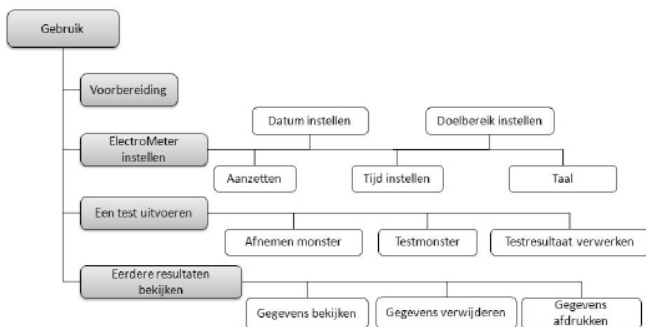 Gebruik
Voorbereiding
Datum instellen
Doelbereik instellen
ElectroMeter
instellen
Aanzetten
Tijd instellen
Taal
Een test uitvoeren
Afnemen monster
Testmonster
Testresultaat verwerken
Eerdere resultaten
bekijken
Gegevens bekijken
Gegevens verwijderen
Gegevens
afdrukken